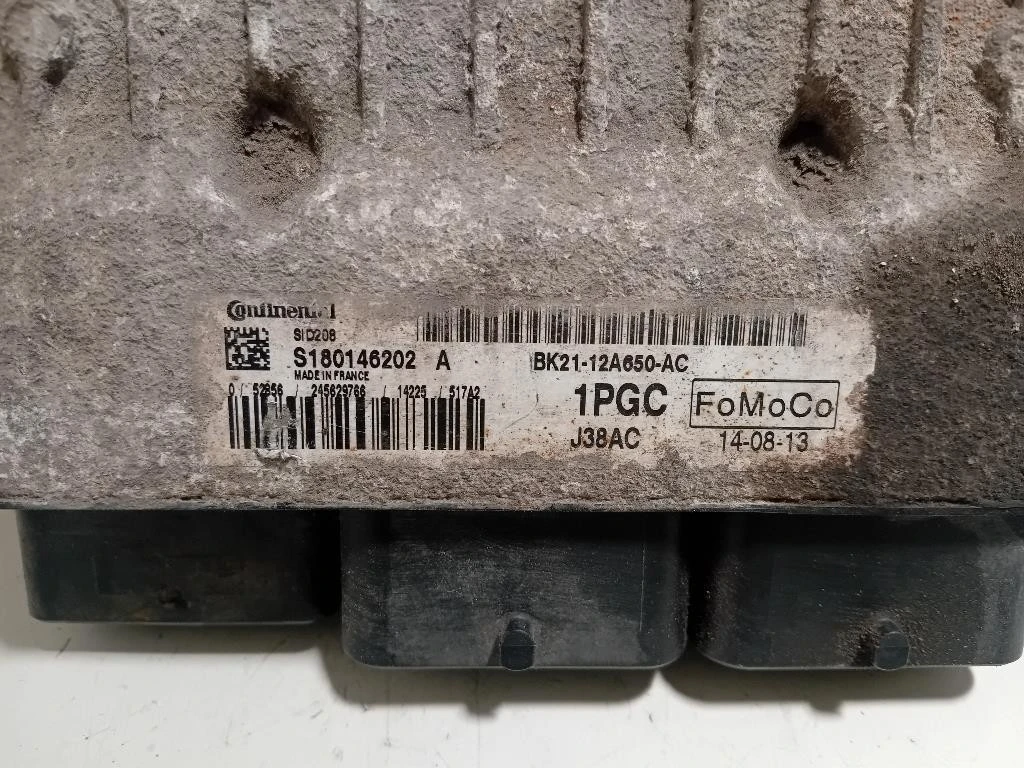 Continental
SID208
S180146202 A
MADE IN FRANCE
0 / 52856 / 245629766 / 14225 / 517A2
BK21-12A650-AC
1PGC
FoMoCo
J38AC
14-08-13